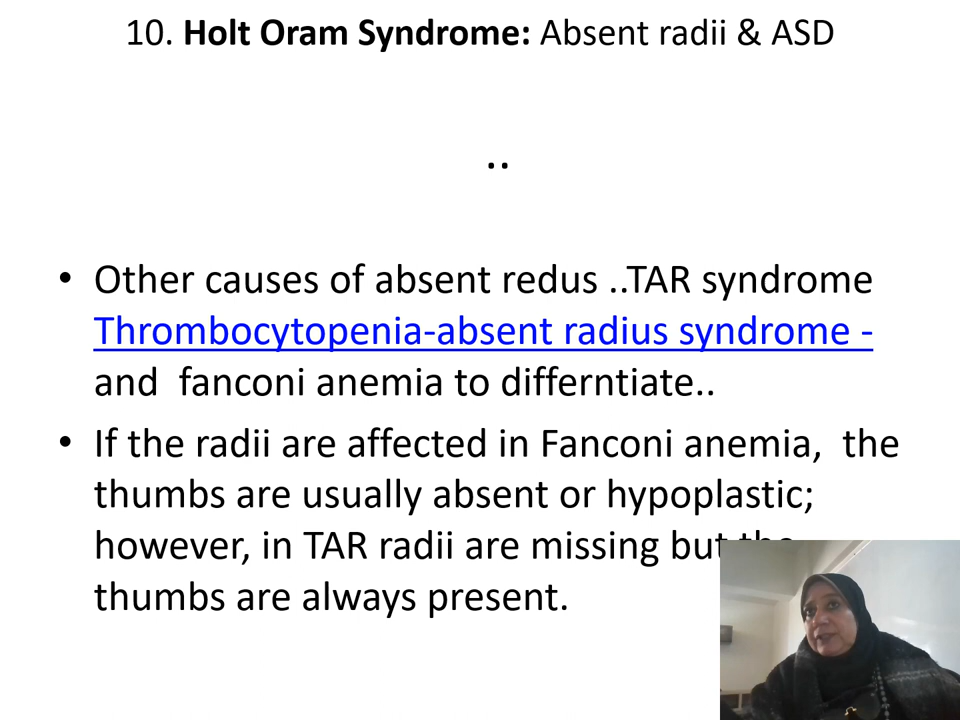 10. Holt Oram Syndrome: Absent radii & ASD
..
• Other causes of absent redus ..TAR syndrome
Thrombocytopenia-absent radius syndrome -
and fanconi anemia to differntiate..
• If the radii are affected in Fanconi anemia, the
thumbs are usually absent or hypoplastic;
however, in TAR radii are missing but the
thumbs are always present.